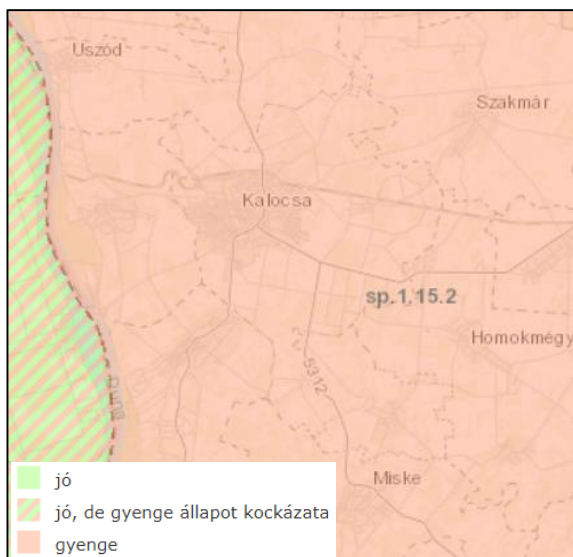 Uszód
Szakmár
Kalocsa
sp.1.15.2
Homokmégy
5312
Duna
Miske
jó
jó, de gyenge állapot kockázata
gyenge